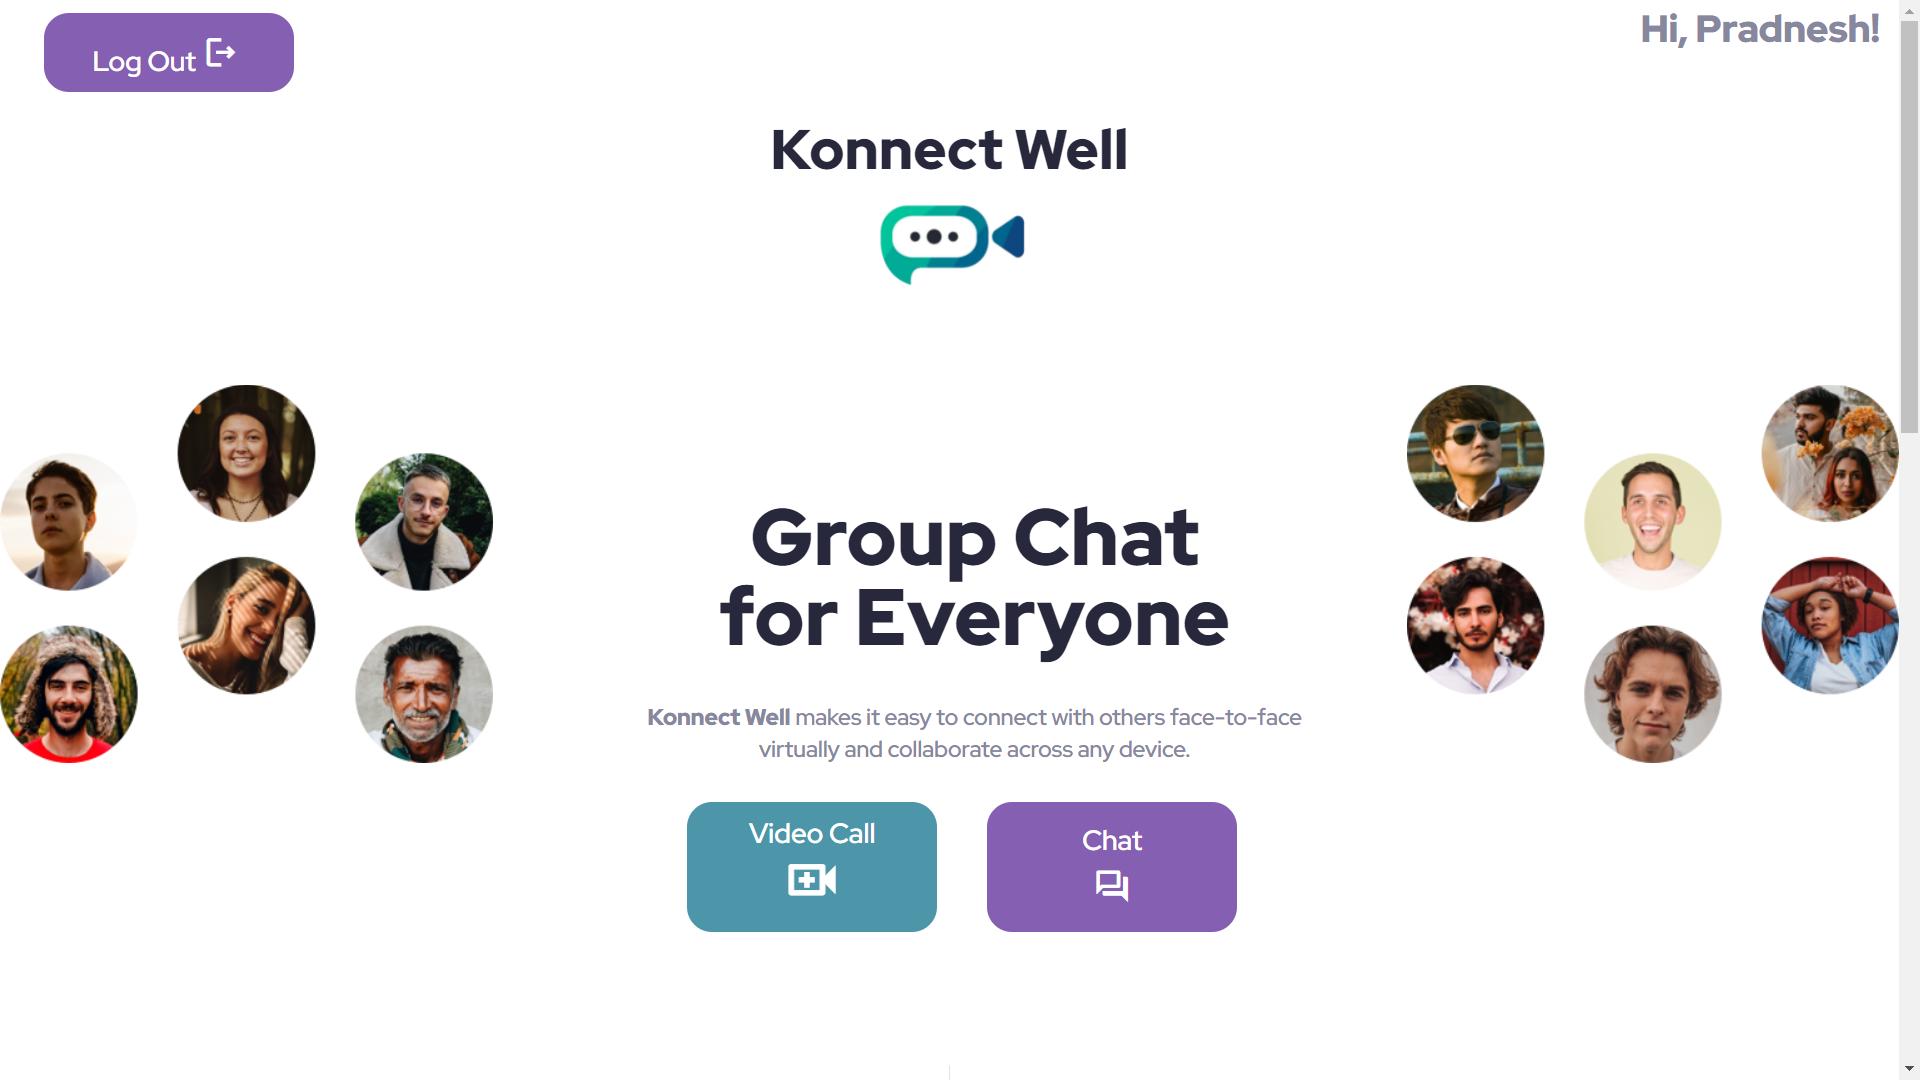 Log Out
Hi, Pradnesh!
Konnect Well
Group Chat
for Everyone
Konnect Well makes it easy to connect with others face-to-face
virtually and collaborate across any device.
Video Call
Chat